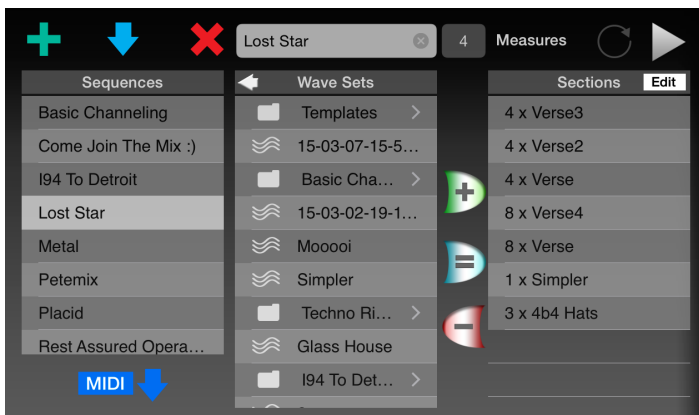 Lost Star
4
Measures
Sequences
Basic Channeling
Come Join The Mix :)
I94 To Detroit
Lost Star
Metal
Petemix
Placid
Rest Assured Opera...
MIDI
Wave Sets
Templates
15-03-07-15-5...
Basic Cha...
15-03-02-19-1...
Mooooi
Simpler
Techno Ri...
Glass House
I94 To Det...
Sections
Edit
4 x Verse3
4 x Verse2
4 x Verse
8 x Verse4
8 x Verse
1 x Simpler
3 x 4b4 Hats